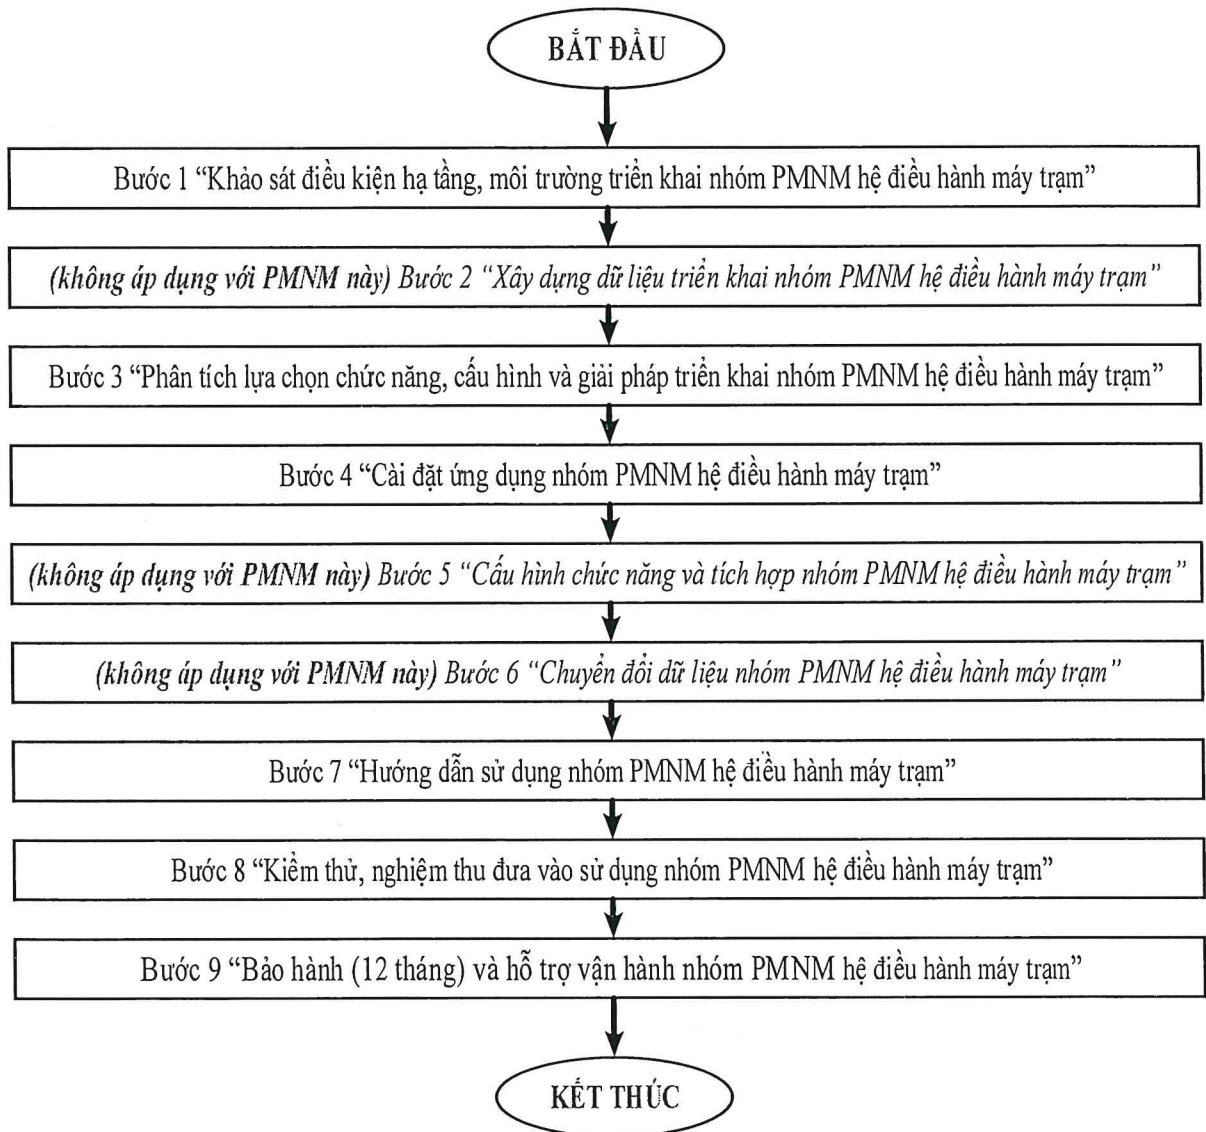 BẮT ĐẦU
Bước 1 “Khảo sát điều kiện hạ tầng, môi trường triển khai nhóm PMNM hệ điều hành máy trạm”
(không áp dụng với PMNM này) Bước 2 “Xây dựng dữ liệu triển khai nhóm PMNM hệ điều hành máy trạm”
Bước 3 “Phân tích lựa chọn chức năng, cấu hình và giải pháp triển khai nhóm PMNM hệ điều hành máy trạm”
Bước 4 “Cài đặt ứng dụng nhóm PMNM hệ điều hành máy trạm”
(không áp dụng với PMNM này) Bước 5 “Cấu hình chức năng và tích hợp nhóm PMNM hệ điều hành máy trạm”
(không áp dụng với PMNM này) Bước 6 “Chuyển đổi dữ liệu nhóm PMNM hệ điều hành máy trạm”
Bước 7 “Hướng dẫn sử dụng nhóm PMNM hệ điều hành máy trạm”
Bước 8 “Kiểm thử, nghiệm thu đưa vào sử dụng nhóm PMNM hệ điều hành máy trạm”
Bước 9 “Bảo hành (12 tháng) và hỗ trợ vận hành nhóm PMNM hệ điều hành máy trạm”
KẾT THÚC